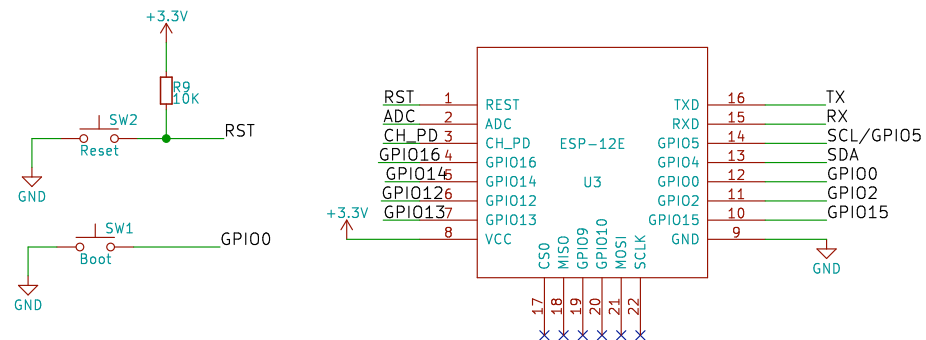 +3.3V
R9
10K
SW2
RST
Reset
GND
SW1
GPIO0
Boot
GND
RST 1 REST
ADC 2 ADC
CH_PD 3 CH_PD
GPIO16 4 GPIO16
GPIO14 5 GPIO14
GPIO12 6 GPIO12
GPIO13 7 GPIO13
+3.3V
8 VCC
ESP-12E
U3
TXD 16 TX
RXD 15 RX
GPIO5 14 SCL/GPIO5
GPIO4 13 SDA
GPIO0 12 GPIO0
GPIO2 11 GPIO2
GPIO15 10 GPIO15
GND 9
GND
CS0 17
MISO 18
GPIO9 19
GPIO10 20
MOSI 21
SCLK 22